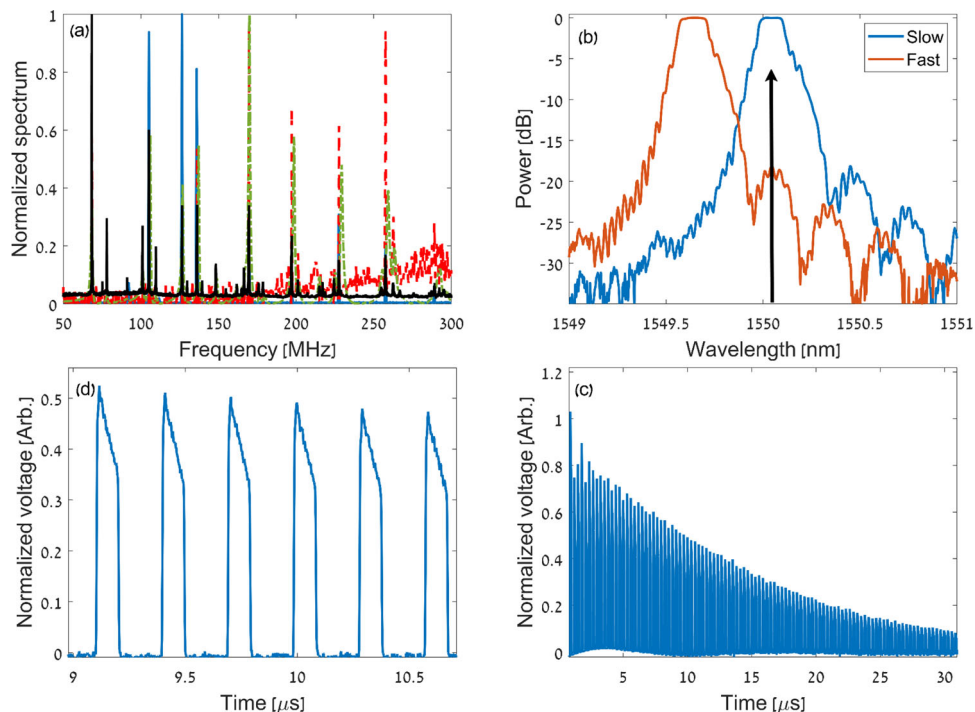 (a)
1
0.8
0.6
0.4
0.2
0
50 100 150 200 250 300
Normalized spectrum
Frequency [MHz]
(b)
Slow
Fast
0
-5
-10
-15
-20
-25
-30
1549 1549.5 1550 1550.5 1551
Power [dB]
Wavelength [nm]
(d)
0.5
0.4
0.3
0.2
0.1
0
9 9.5 10 10.5
Normalized voltage [Arb.]
Time [μs]
(c)
1.2
1
0.8
0.6
0.4
0.2
0
5 10 15 20 25 30
Normalized voltage [Arb.]
Time [μs]